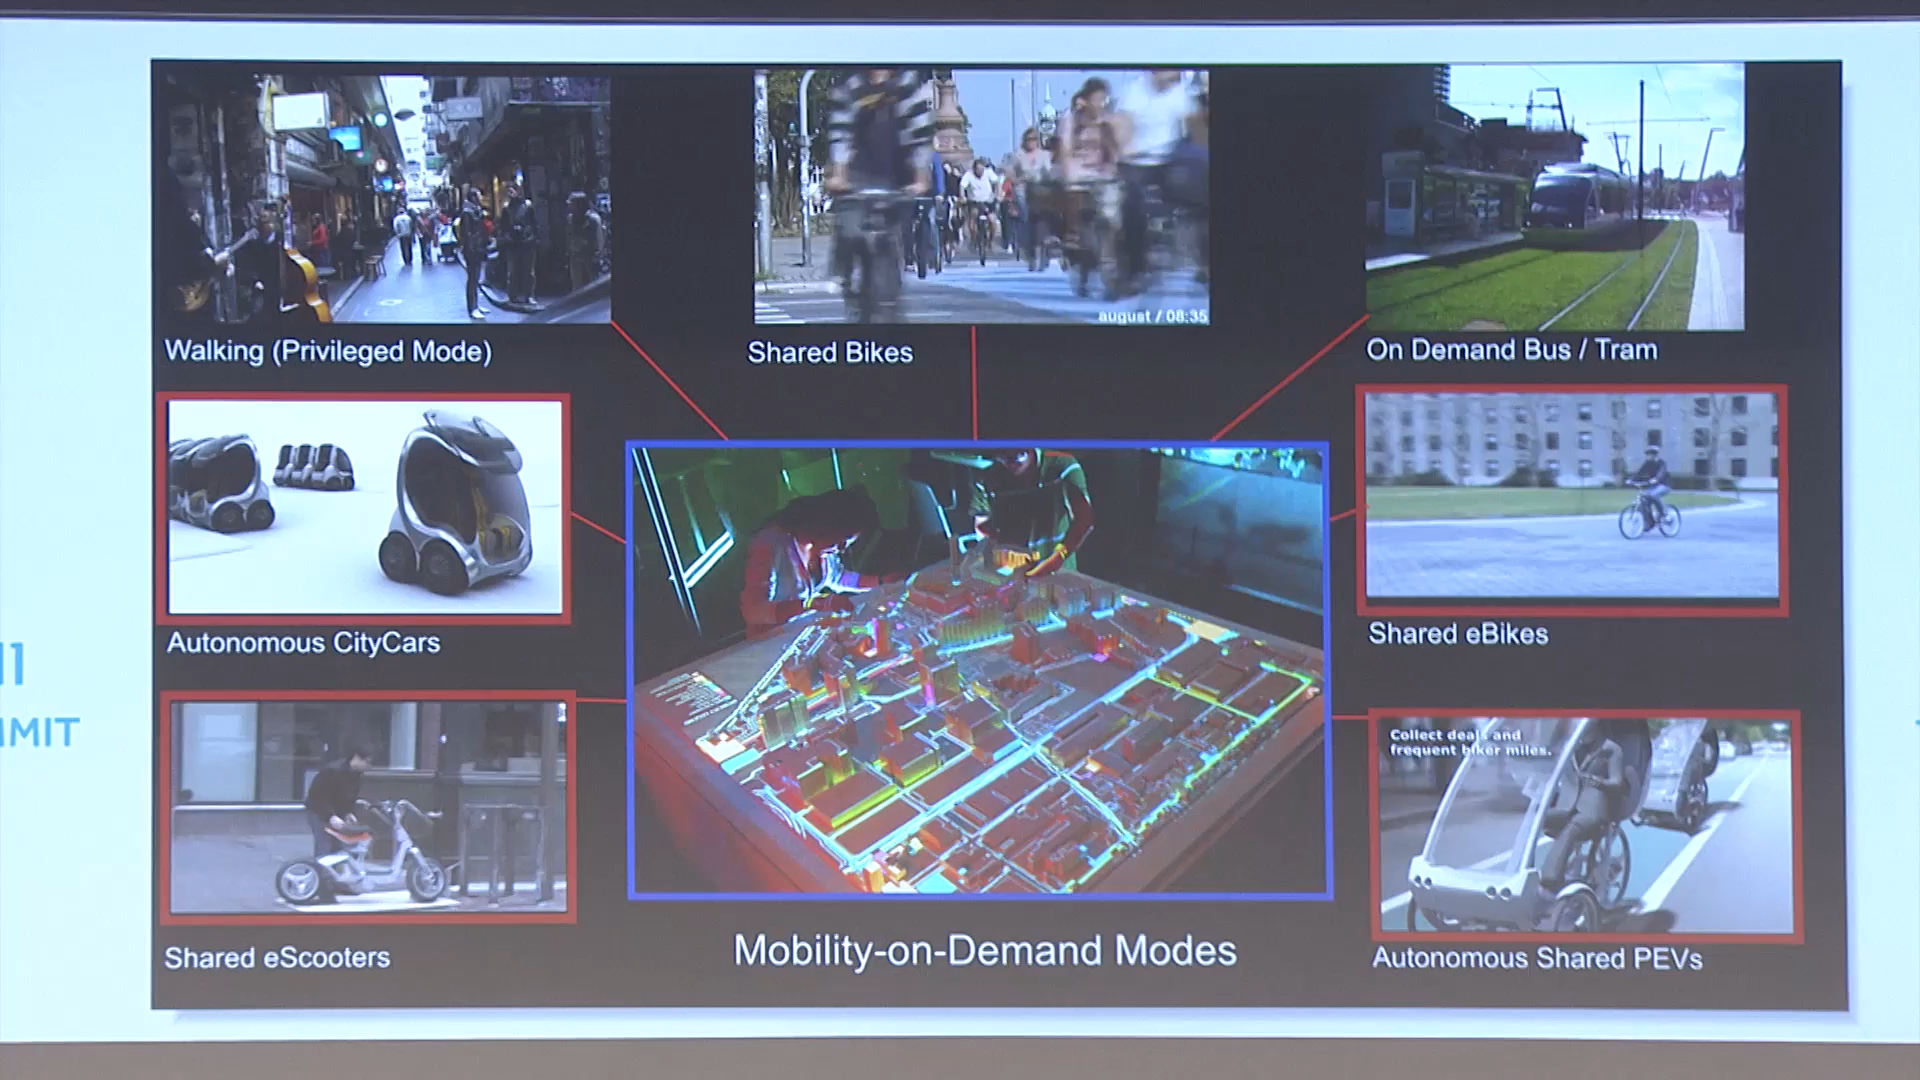 august / 08:35
Walking (Privileged Mode)
Shared Bikes
On Demand Bus / Tram
Autonomous CityCars
Shared eBikes
Collect deals and
frequent biker miles.
Shared eScooters
Mobility-on-Demand Modes
Autonomous Shared PEVs